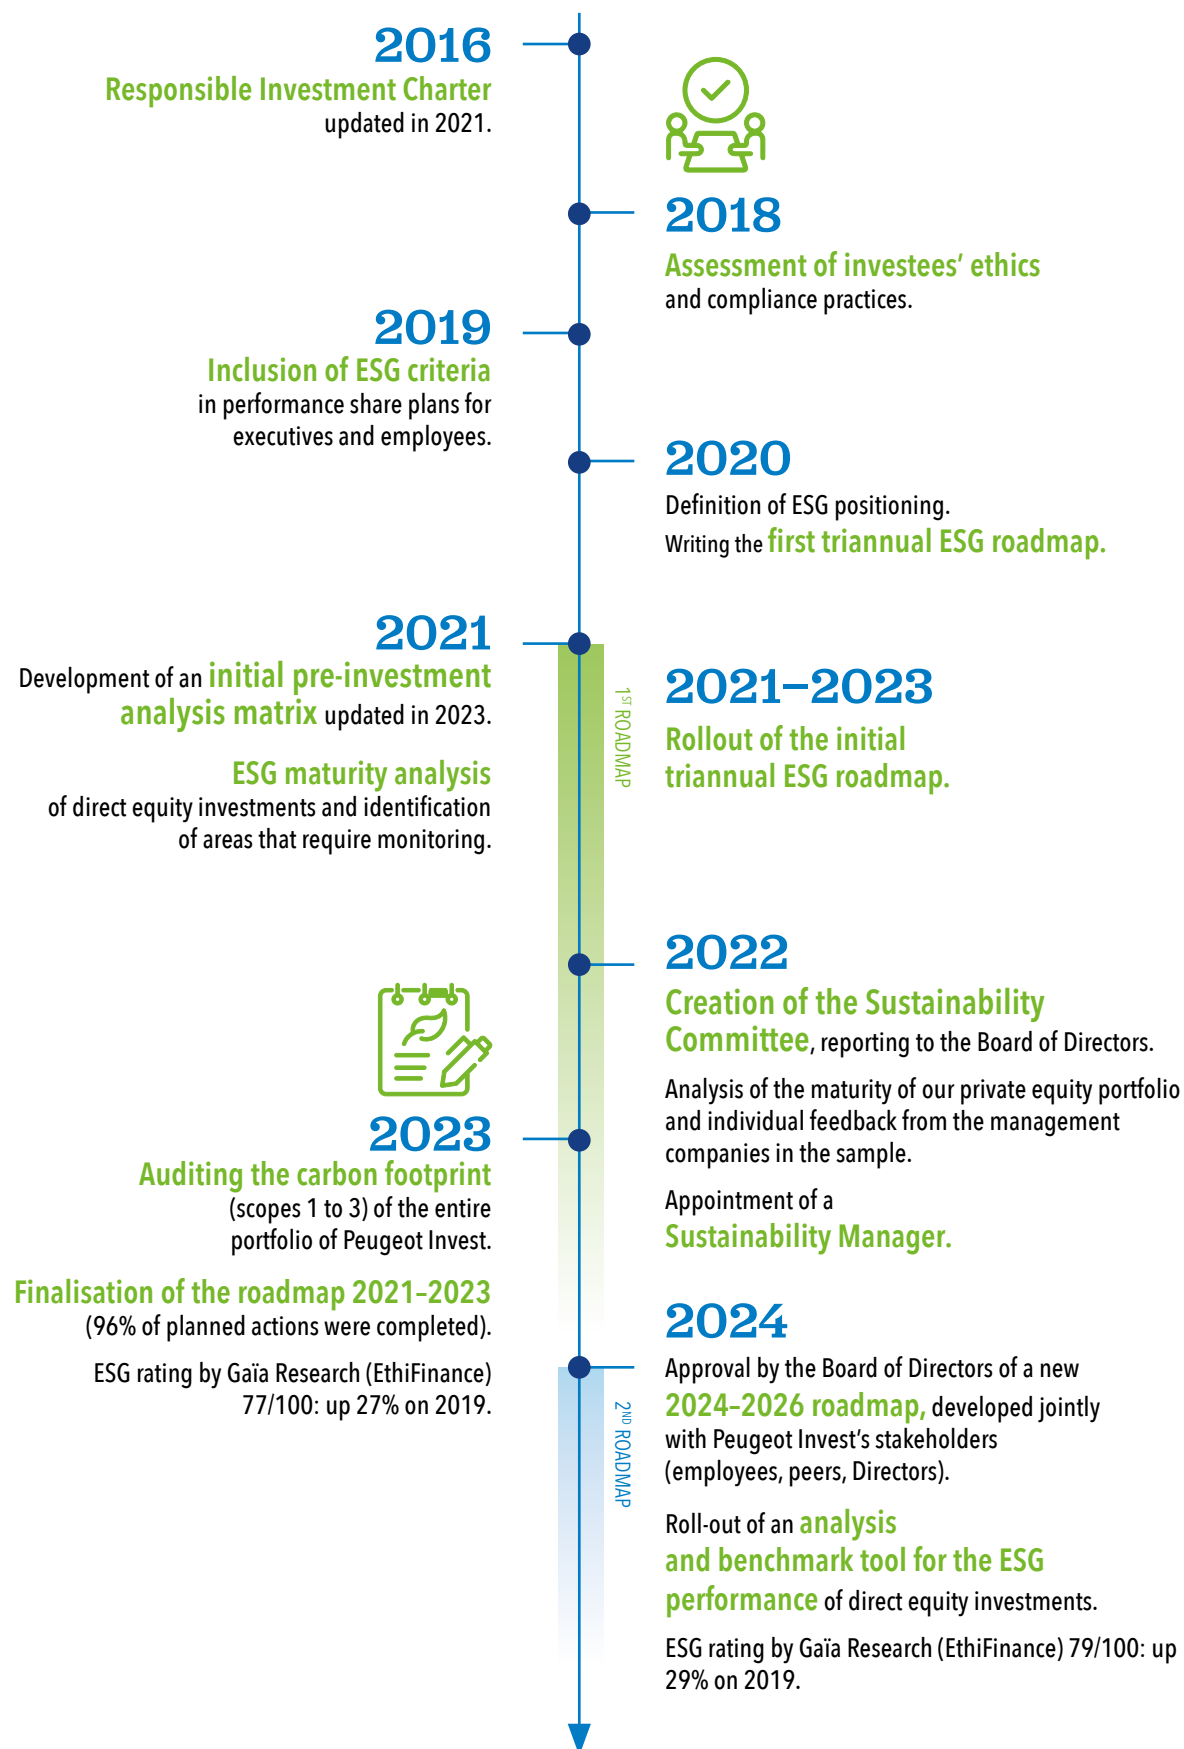 2016
Responsible Investment Charter
updated in 2021.
2018
Assessment of investees’ ethics
and compliance practices.
2019
Inclusion of ESG criteria
in performance share plans for
executives and employees.
2020
Definition of ESG positioning.
Writing the first triannual ESG roadmap.
2021
Development of an initial pre-investment
analysis matrix updated in 2023.
ESG maturity analysis
of direct equity investments and identification
of areas that require monitoring.
1ST ROADMAP
2021–2023
Rollout of the initial
triannual ESG roadmap.
2022
Creation of the Sustainability
Committee, reporting to the Board of Directors.
Analysis of the maturity of our private equity portfolio
and individual feedback from the management
companies in the sample.
Appointment of a
Sustainability Manager.
2023
Auditing the carbon footprint
(scopes 1 to 3) of the entire
portfolio of Peugeot Invest.
Finalisation of the roadmap 2021–2023
(96% of planned actions were completed).
ESG rating by Gaïa Research (EthiFinance)
77/100: up 27% on 2019.
2ND ROADMAP
2024
Approval by the Board of Directors of a new
2024–2026 roadmap, developed jointly
with Peugeot Invest’s stakeholders
(employees, peers, Directors).
Roll-out of an analysis
and benchmark tool for the ESG
performance of direct equity investments.
ESG rating by Gaïa Research (EthiFinance) 79/100: up
29% on 2019.